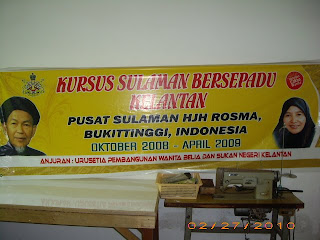 KURSUS SULAMAN BERSEPADU
KELANTAN
PUSAT SULAMAN HJH ROSMA,
BUKITTINGGI, INDONESIA
OKTOBER 2008 - APRIL 2009
ANJURAN : URUSETIA PEMBANGUNAN WANITA BELIA DAN SUKAN NEGERI KELANTAN
02/27/2010